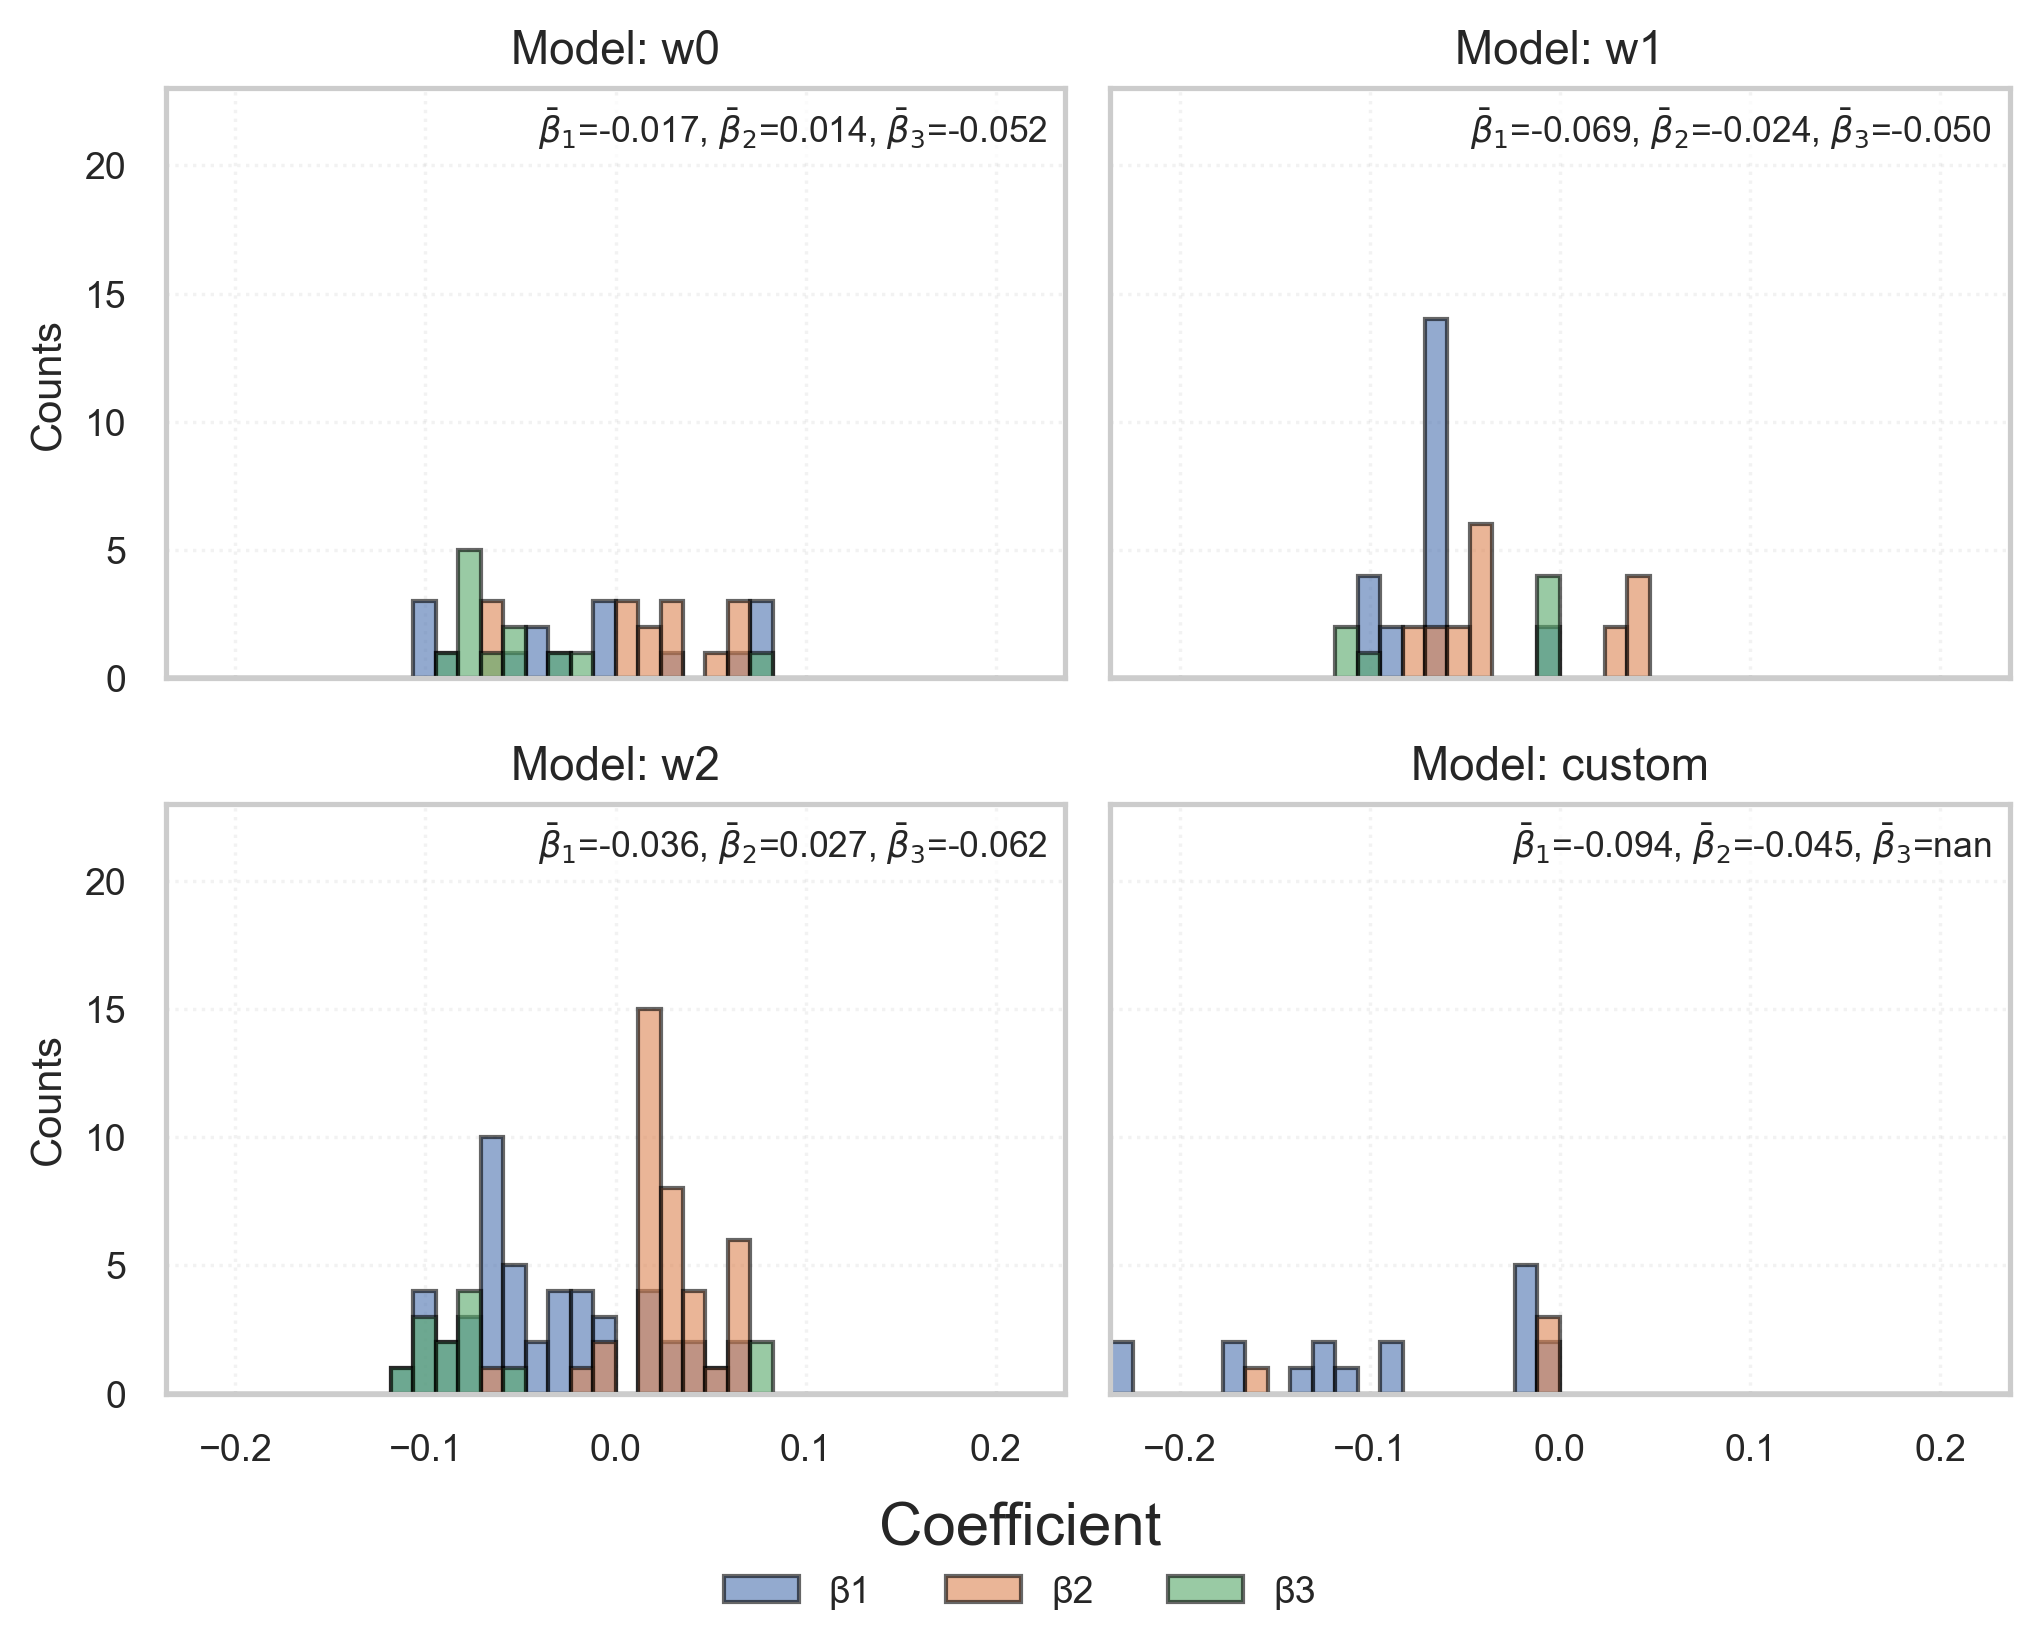 Model: w0
Model: w1
β̄₁=-0.017, β̄₂=0.014, β̄₃=-0.052
β̄₁=-0.069, β̄₂=-0.024, β̄₃=-0.050
Counts
20
15
10
5
0
Model: w2
Model: custom
β̄₁=-0.036, β̄₂=0.027, β̄₃=-0.062
β̄₁=-0.094, β̄₂=-0.045, β̄₃=nan
Counts
20
15
10
5
0
−0.2 −0.1 0.0 0.1 0.2
−0.2 −0.1 0.0 0.1 0.2
Coefficient
β1 β2 β3